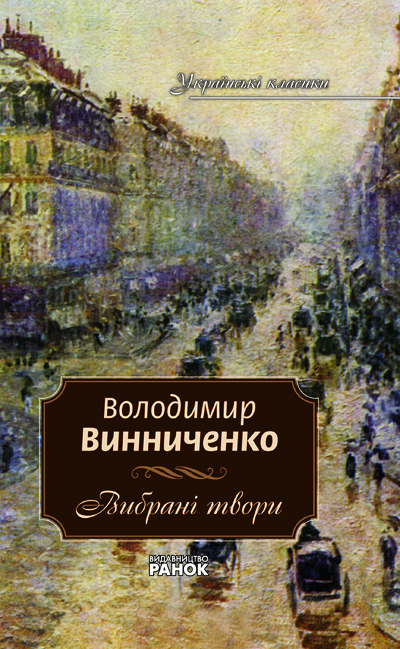 Українські класики
Володимир
Винниченко
Вибрані твори
ВИДАВНИЦТВО
РАНОК